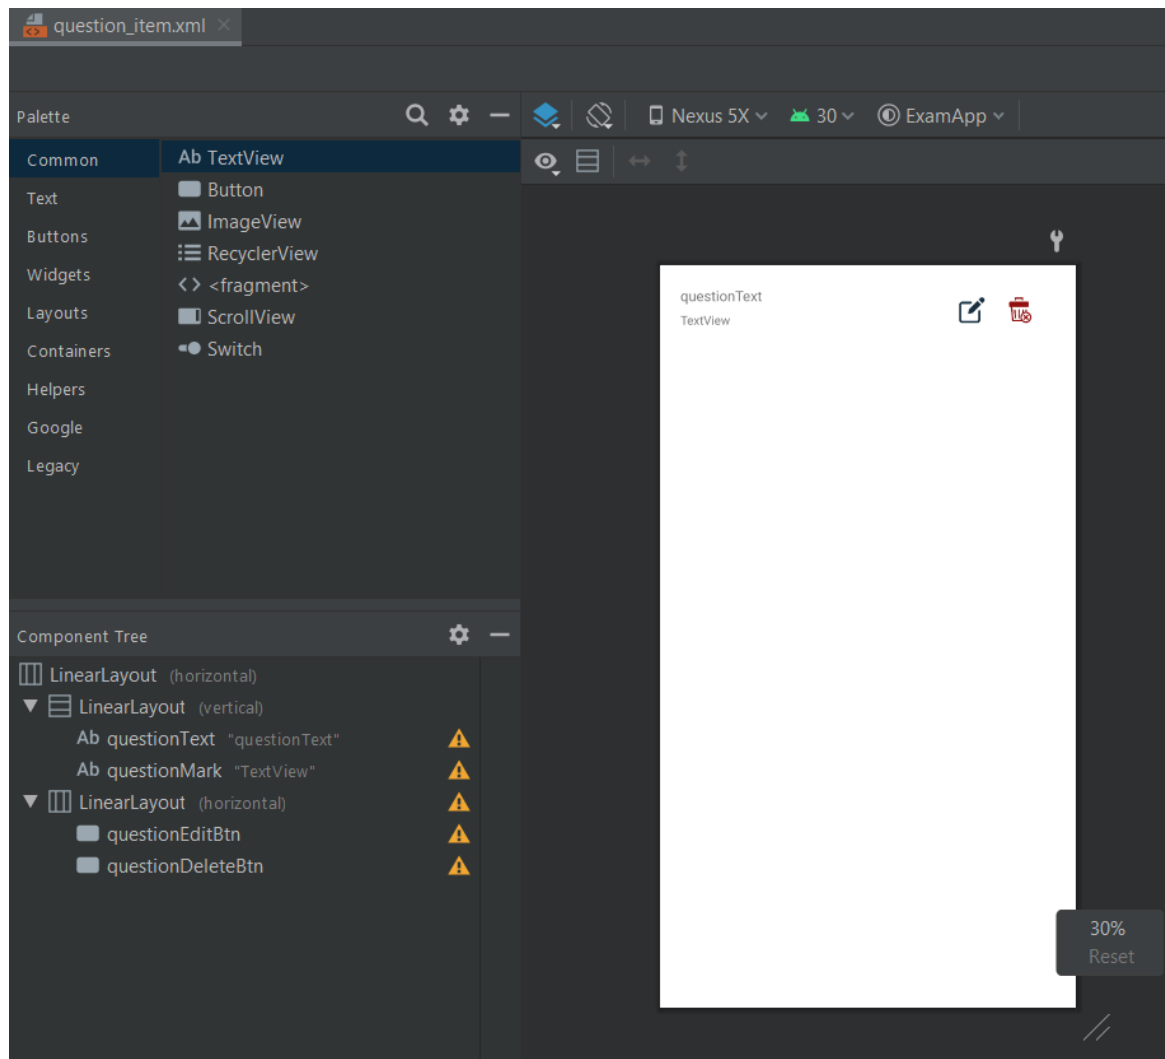 question_item.xml
Palette
Nexus 5X
30
ExamApp
Common
Text
Buttons
Widgets
Layouts
Containers
Helpers
Google
Legacy
Ab TextView
Button
ImageView
RecyclerView
<> <fragment>
ScrollView
Switch
questionText
TextView
Component Tree
LinearLayout (horizontal)
LinearLayout (vertical)
Ab questionText "questionText"
Ab questionMark "TextView"
LinearLayout (horizontal)
questionEditBtn
questionDeleteBtn
30%
Reset